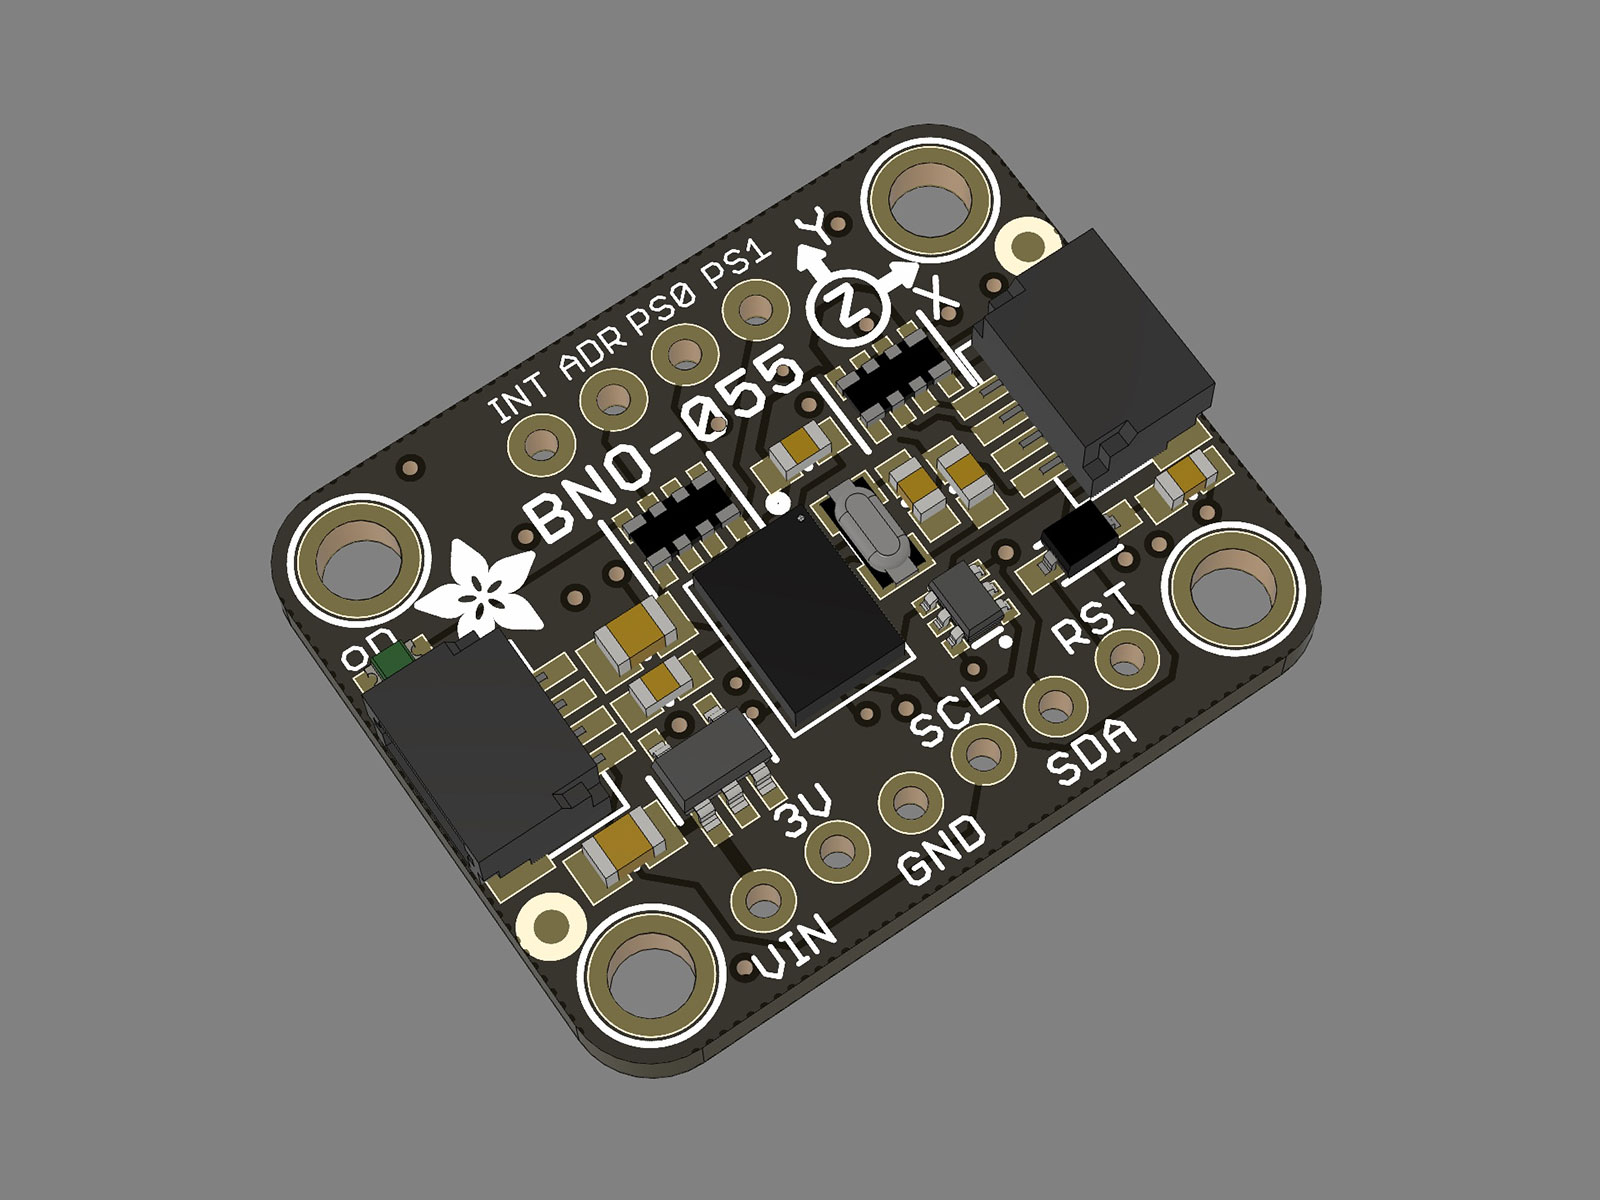 INT ADR PS0 PS1
Y
Z
X
BNO-055
on
RST
SCL
SDA
3V
GND
VIN